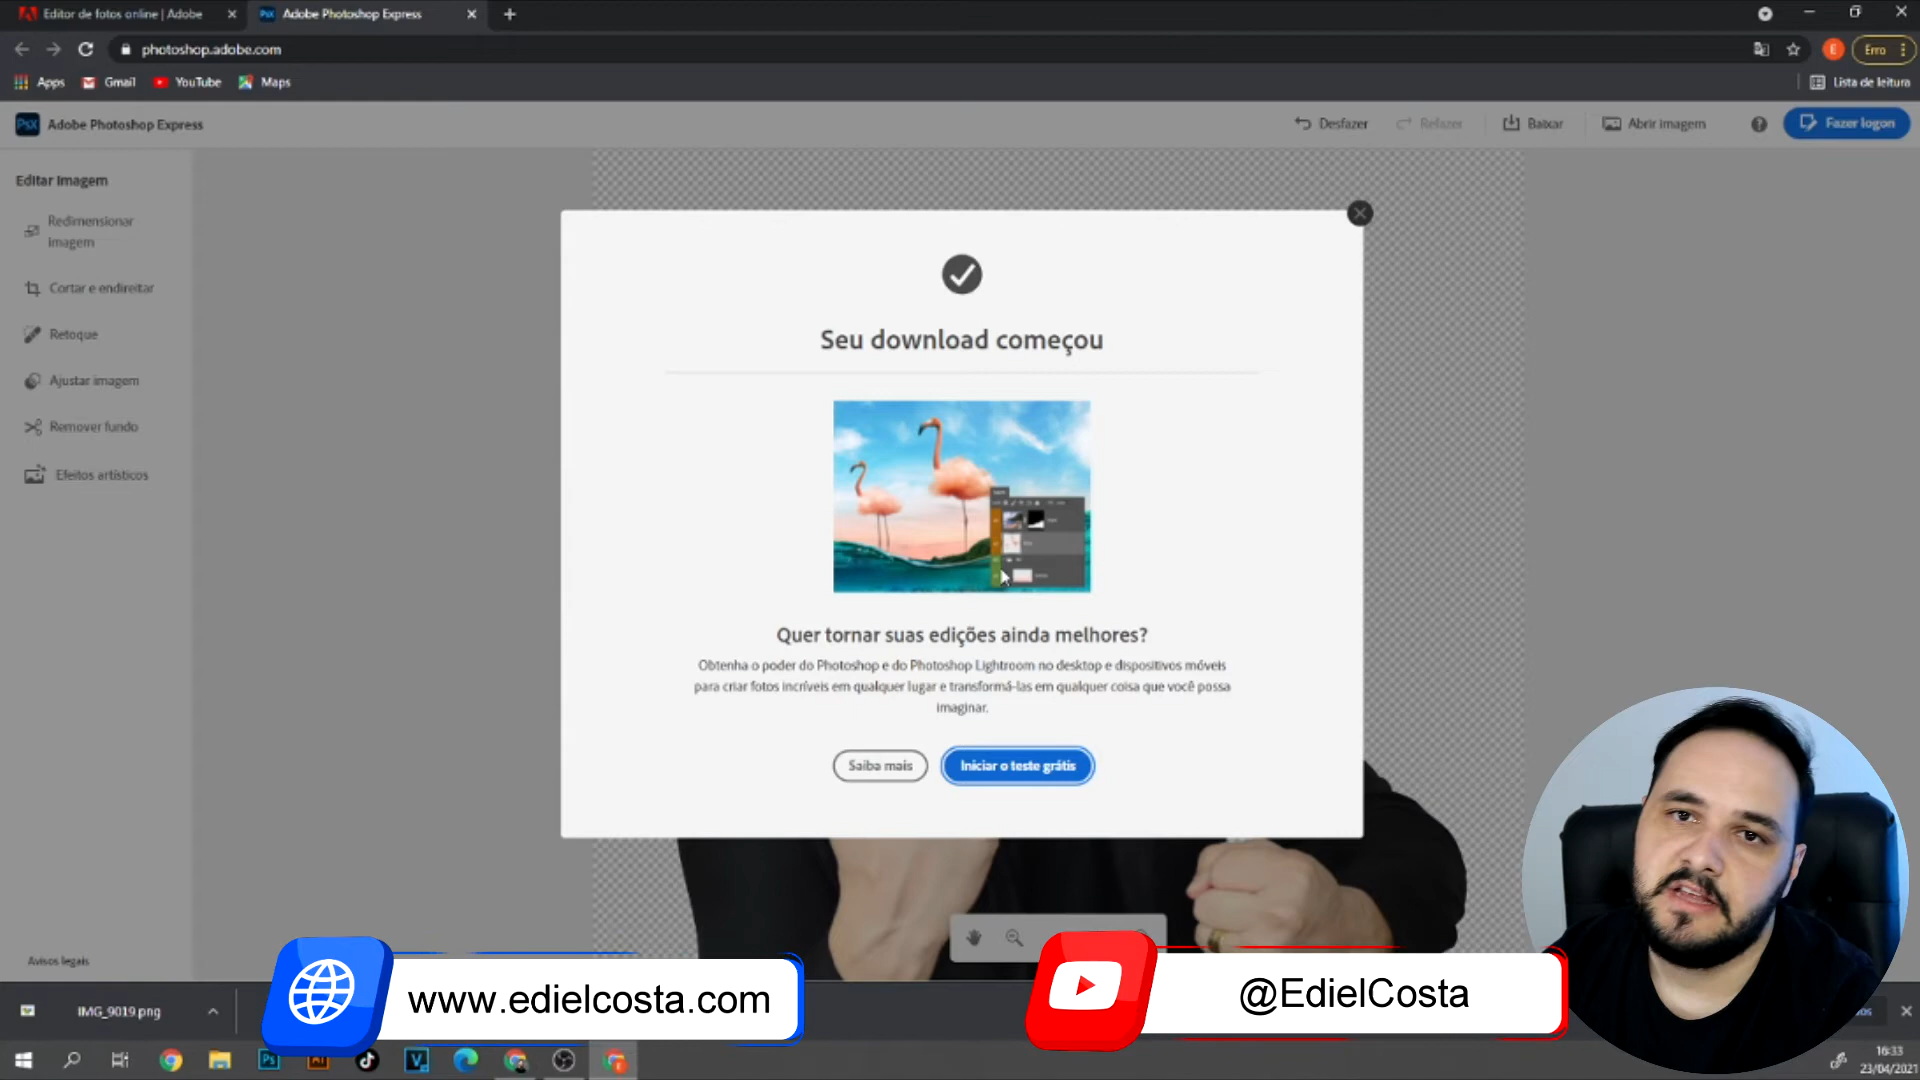 Editor de fotos online | Adobe
PsX Adobe Photoshop Express
photoshop.adobe.com
E
Erro
Apps
Gmail
YouTube
Maps
Lista de leitura
PsX Adobe Photoshop Express
Desfazer
Refazer
Baixar
Abrir imagem
Fazer logon
Editar imagem
Redimensionar
imagem
Cortar e endireitar
Retoque
Ajustar imagem
Remover fundo
Efeitos artísticos
Seu download começou
Quer tornar suas edições ainda melhores?
Obtenha o poder do Photoshop e do Photoshop Lightroom no desktop e dispositivos móveis
para criar fotos incríveis em qualquer lugar e transformá-las em qualquer coisa que você possa
imaginar.
Saiba mais
Iniciar o teste grátis
Avisos legais
IMG_9019.png
www.edielcosta.com
@EdielCosta
Ps
Ai
V
16:33
23/04/2021